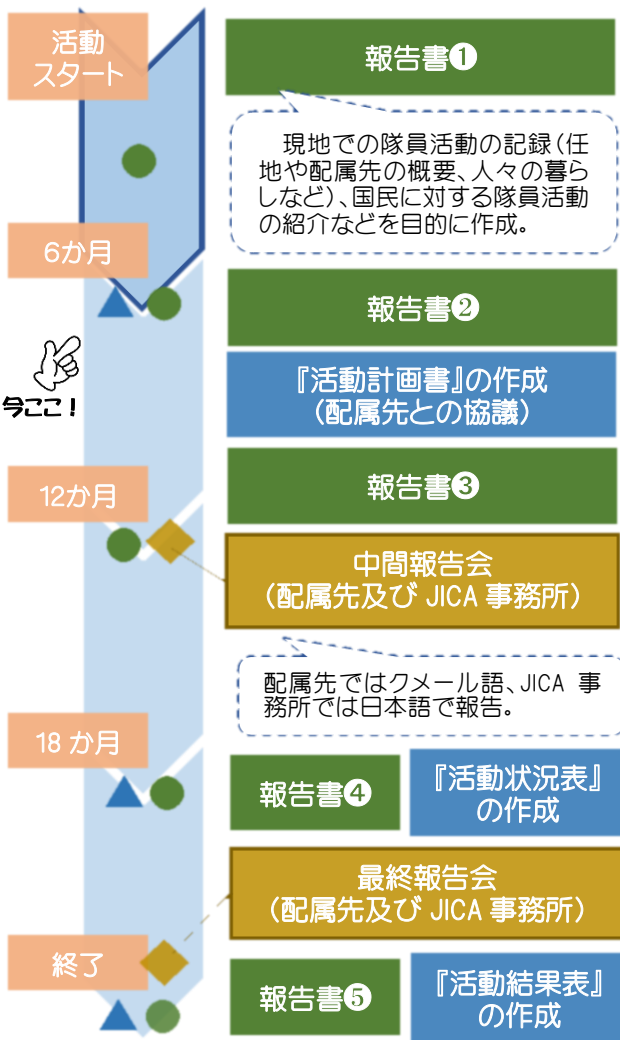 活動
スタート
報告書❶
現地での隊員活動の記録(任
地や配属先の概要、人々の暮ら
しなど)、国民に対する隊員活動
の紹介などを目的に作成。
6か月
報告書❷
『活動計画書』の作成
(配属先との協議)
今ここ!
12か月
報告書❸
中間報告会
(配属先及び JICA 事務所)
配属先ではクメール語、JICA 事
務所では日本語で報告。
18 か月
報告書❹
『活動状況表』
の作成
最終報告会
(配属先及び JICA 事務所)
終了
報告書❺
『活動結果表』
の作成